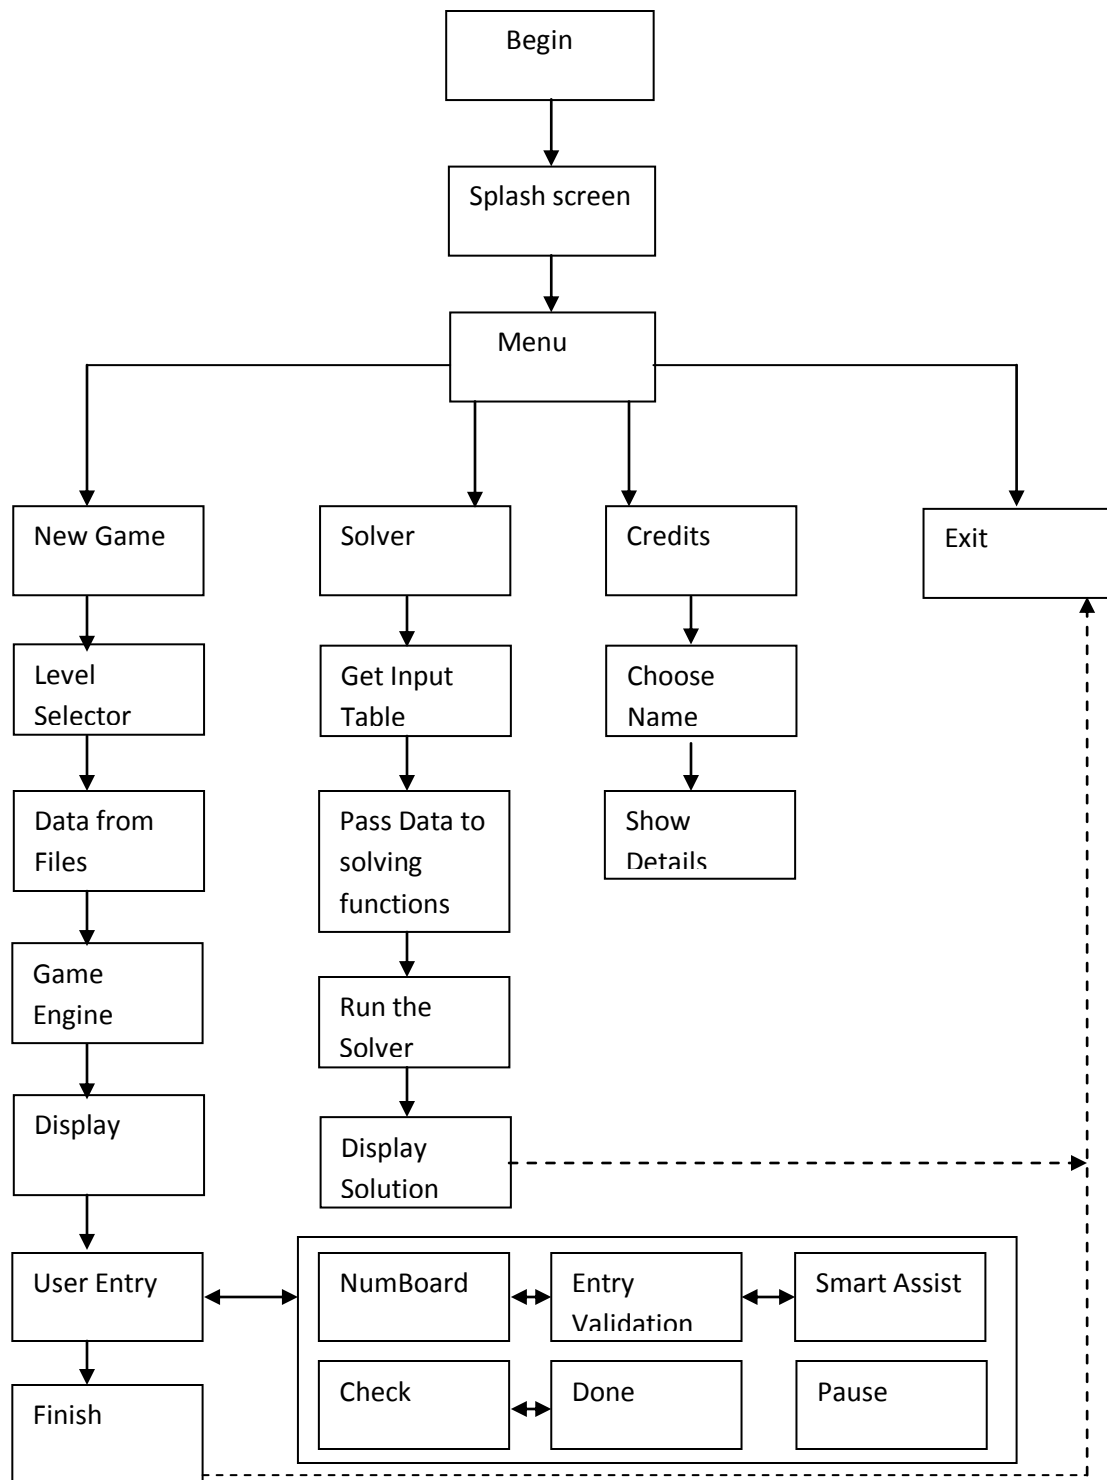 Begin
Splash screen
Menu
New Game
Solver
Credits
Exit
Level
Selector
Get Input
Table
Choose
Name
Data from
Files
Pass Data to
solving
functions
Show
Details
Game
Engine
Run the
Solver
Display
Display
Solution
User Entry
NumBoard
Entry
Validation
Smart Assist
Finish
Check
Done
Pause